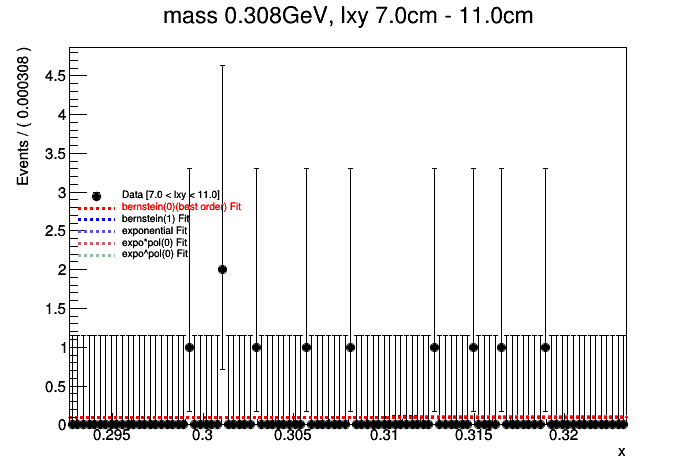 mass 0.308GeV, lxy 7.0cm - 11.0cm
Events / ( 0.000308 )
4.5
4
3.5
3
2.5
2
1.5
1
0.5
0
Data [7.0 < lxy < 11.0]
bernstein(0)(best order) Fit
bernstein(1) Fit
exponential Fit
expo*pol(0) Fit
expo^pol(0) Fit
0.295 0.3 0.305 0.31 0.315 0.32
x